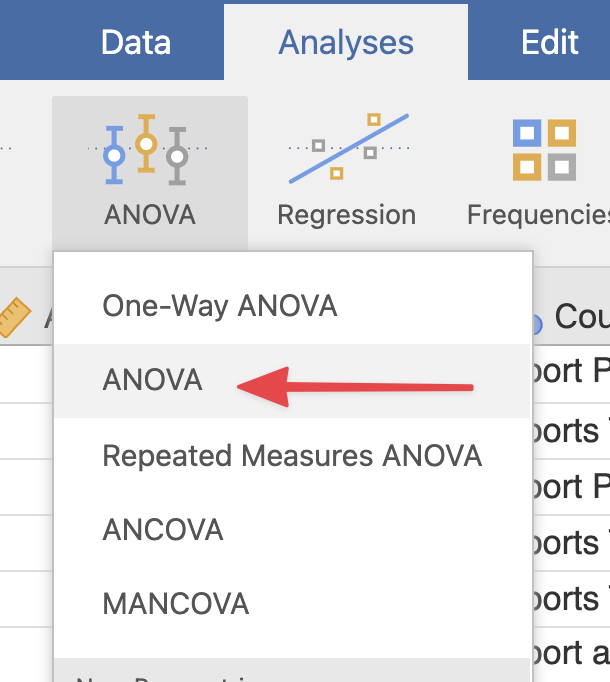 Data Analyses Edit
ANOVA Regression Frequencies
One-Way ANOVA
Cou
ANOVA
port P
Repeated Measures ANOVA
ports
port P
ANCOVA
ports
MANCOVA
ports
port a